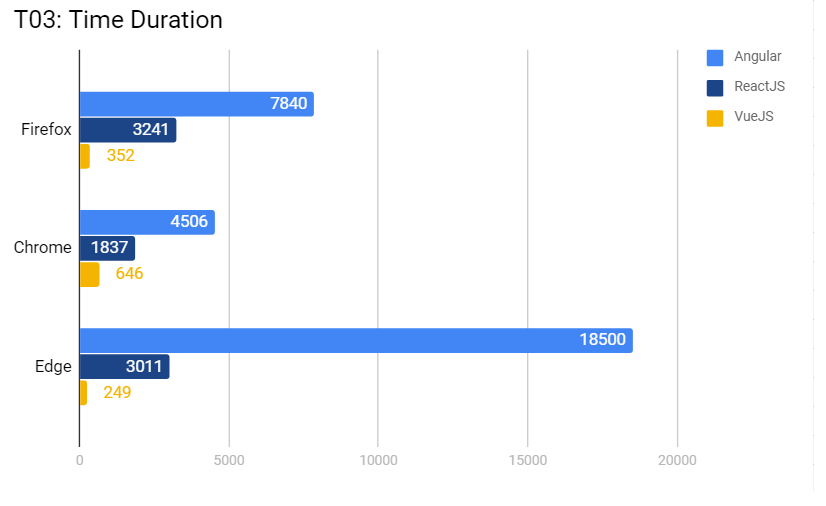 T03: Time Duration
Angular
ReactJS
VueJS
Firefox
7840
3241
352
Chrome
4506
1837
646
Edge
18500
3011
249
0 5000 10000 15000 20000